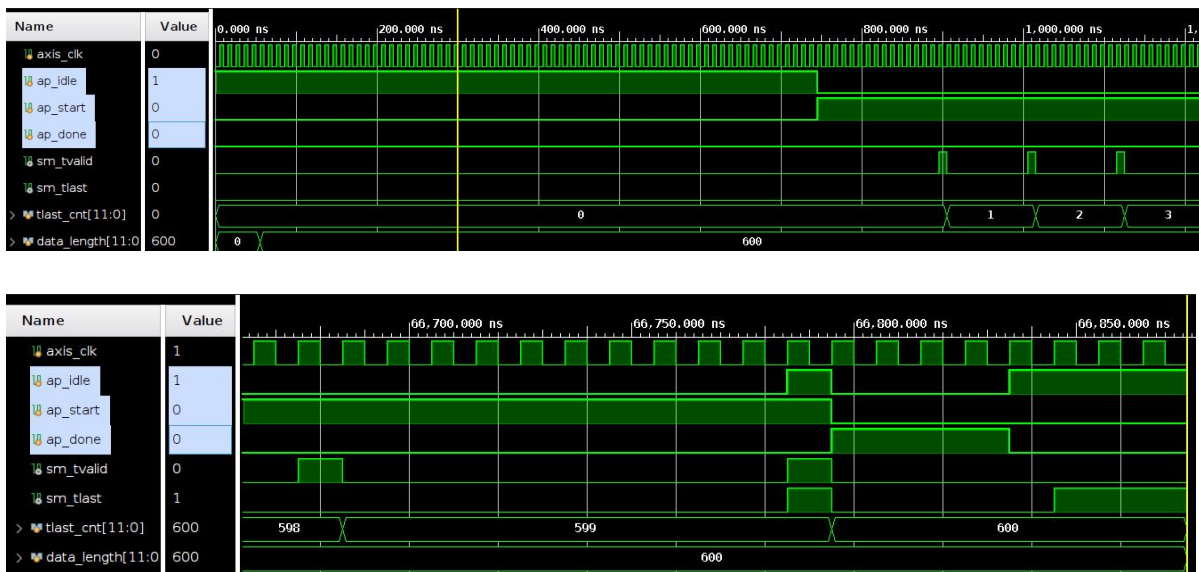 Name Value 0.000 ns 200.000 ns 400.000 ns 600.000 ns 800.000 ns 1,000.000 ns 1,
axis_clk 0
ap_idle 1
ap_start 0
ap_done 0
sm_tvalid 0
sm_tlast 0
> tlast_cnt[11:0] 0 0 1 2 3
> data_length[11:0 600 0 600
Name Value 66,700.000 ns 66,750.000 ns 66,800.000 ns 66,850.000 ns
axis_clk 1
ap_idle 1
ap_start 0
ap_done 0
sm_tvalid 0
sm_tlast 1
> tlast_cnt[11:0] 600 598 599 600
> data_length[11:0 600 600